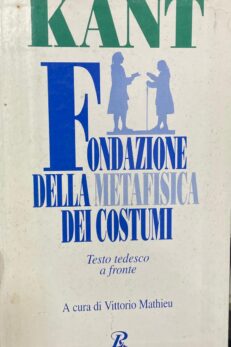 KANT
FONDAZIONE
DELLA METAFISICA
DEI COSTUMI
Testo tedesco
a fronte
A cura di Vittorio Mathieu